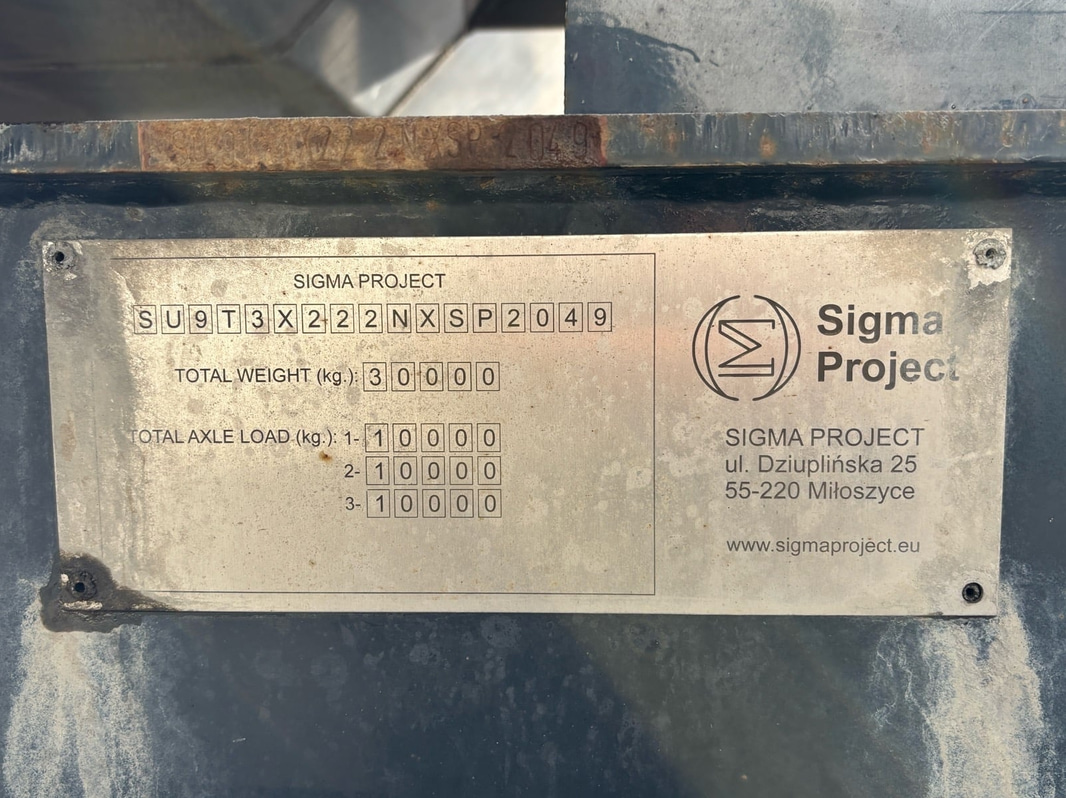 222NXSP2049
SIGMA PROJECT
SU9T3X222NXSP2049
TOTAL WEIGHT (kg.): 30000
TOTAL AXLE LOAD (kg.): 1- 10000
2- 10000
3- 10000
Sigma
Project
SIGMA PROJECT
ul. Dziuplińska 25
55-220 Miłoszyce
www.sigmaproject.eu